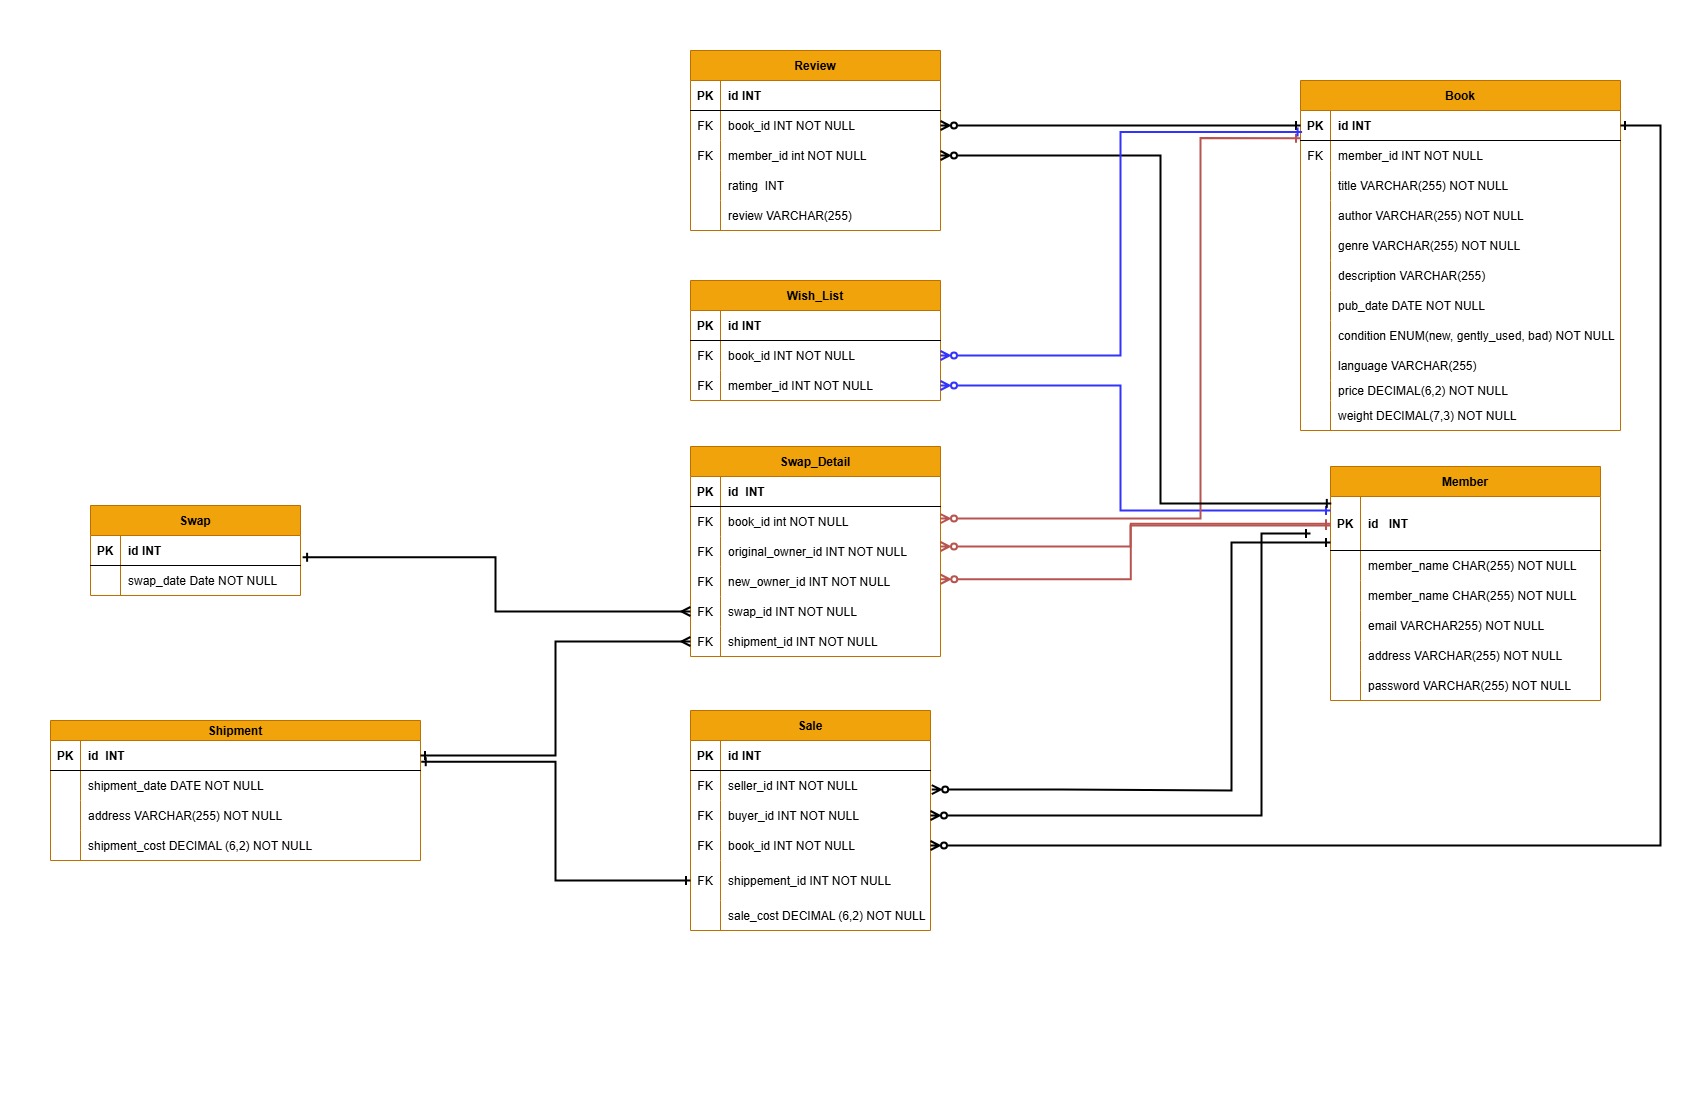 Review
PK id INT
FK book_id INT NOT NULL
FK member_id int NOT NULL
rating INT
review VARCHAR(255)
Book
PK id INT
FK member_id INT NOT NULL
title VARCHAR(255) NOT NULL
author VARCHAR(255) NOT NULL
genre VARCHAR(255) NOT NULL
description VARCHAR(255)
pub_date DATE NOT NULL
condition ENUM(new, gently_used, bad) NOT NULL
language VARCHAR(255)
price DECIMAL(6,2) NOT NULL
weight DECIMAL(7,3) NOT NULL
Wish_List
PK id INT
FK book_id INT NOT NULL
FK member_id INT NOT NULL
Swap_Detail
PK id INT
FK book_id int NOT NULL
FK original_owner_id INT NOT NULL
FK new_owner_id INT NOT NULL
FK swap_id INT NOT NULL
FK shipment_id INT NOT NULL
Member
PK id INT
member_name CHAR(255) NOT NULL
member_name CHAR(255) NOT NULL
email VARCHAR255) NOT NULL
address VARCHAR(255) NOT NULL
password VARCHAR(255) NOT NULL
Swap
PK id INT
swap_date Date NOT NULL
Shipment
PK id INT
shipment_date DATE NOT NULL
address VARCHAR(255) NOT NULL
shipment_cost DECIMAL (6,2) NOT NULL
Sale
PK id INT
FK seller_id INT NOT NULL
FK buyer_id INT NOT NULL
FK book_id INT NOT NULL
FK shippement_id INT NOT NULL
sale_cost DECIMAL (6,2) NOT NULL